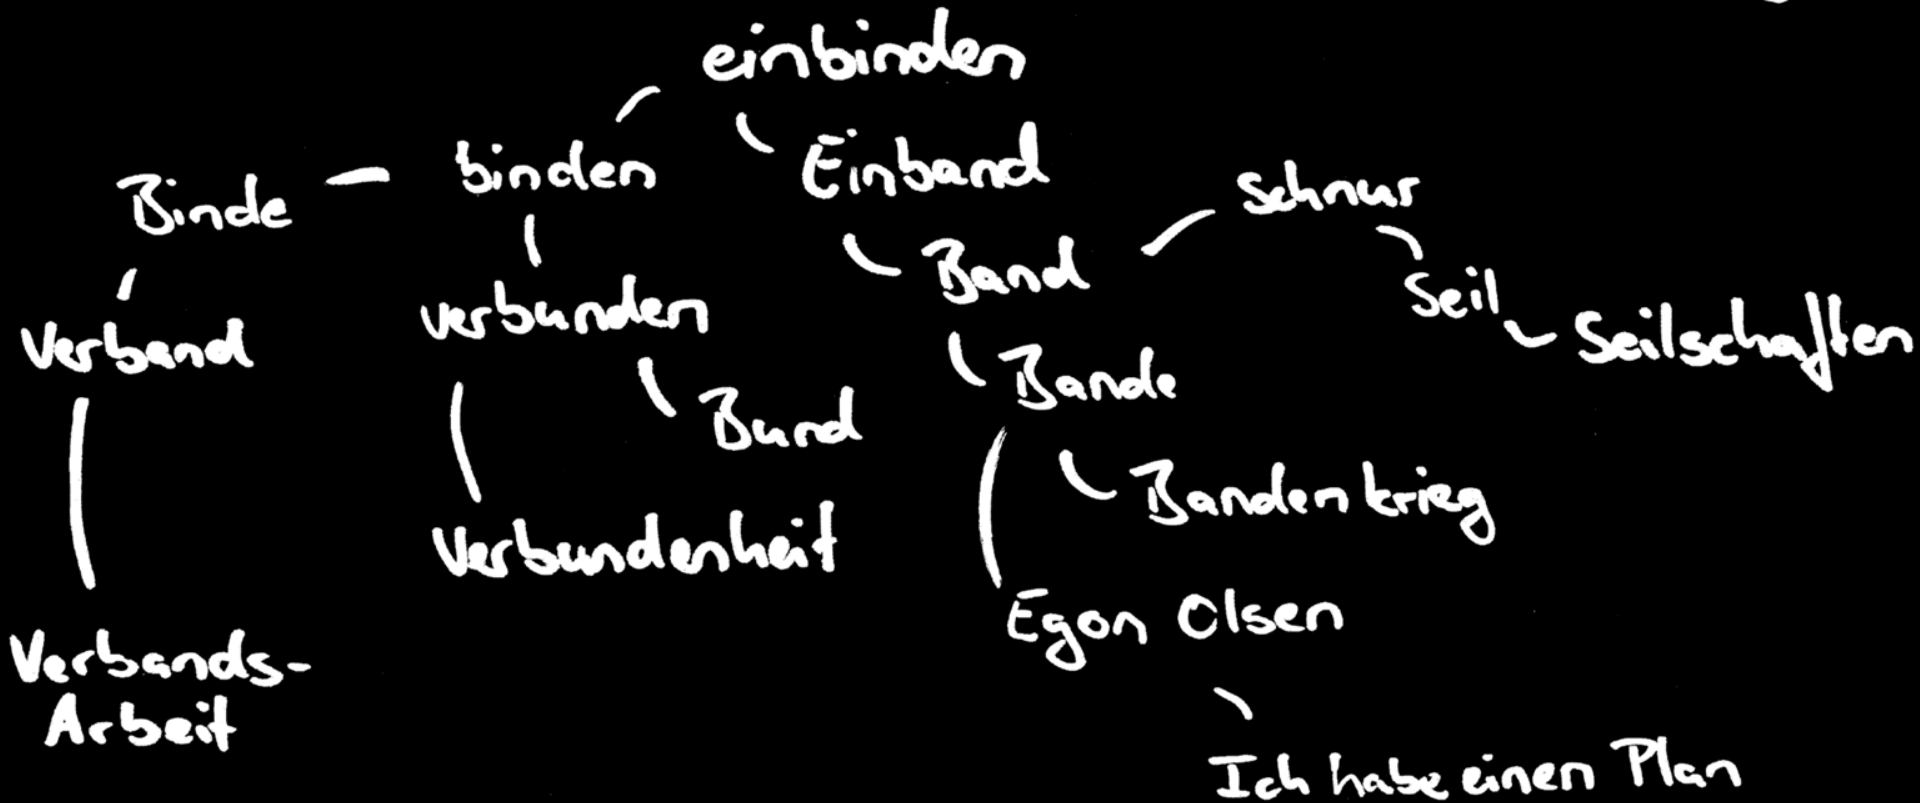 einbinden
Binde
binden
Einband
Schnur
Band
Seil
Verband
verbunden
Seilschaften
Bande
Bund
Bandenkrieg
Verbundenheit
Egon Olsen
Verbands-
Arbeit
Ich habe einen Plan